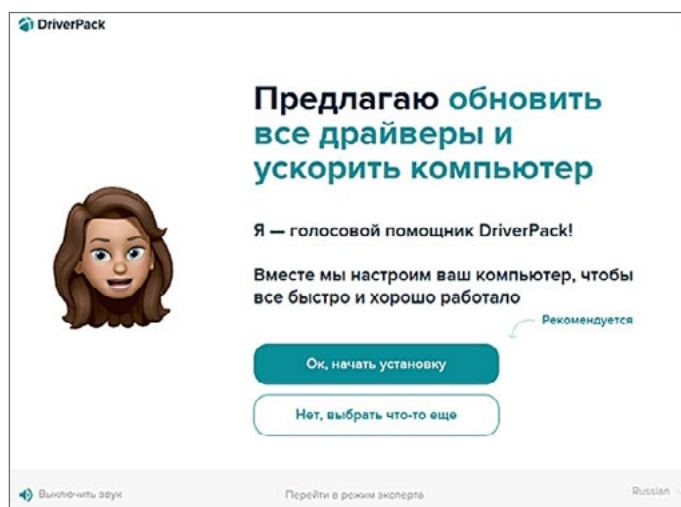 DriverPack
Предлагаю обновить
все драйверы и
ускорить компьютер
Я — голосовой помощник DriverPack!
Вместе мы настроим ваш компьютер, чтобы
все быстро и хорошо работало
Рекомендуется
Ок, начать установку
Нет, выбрать что-то еще
Выключить звук
Перейти в режим эксперта
Russian